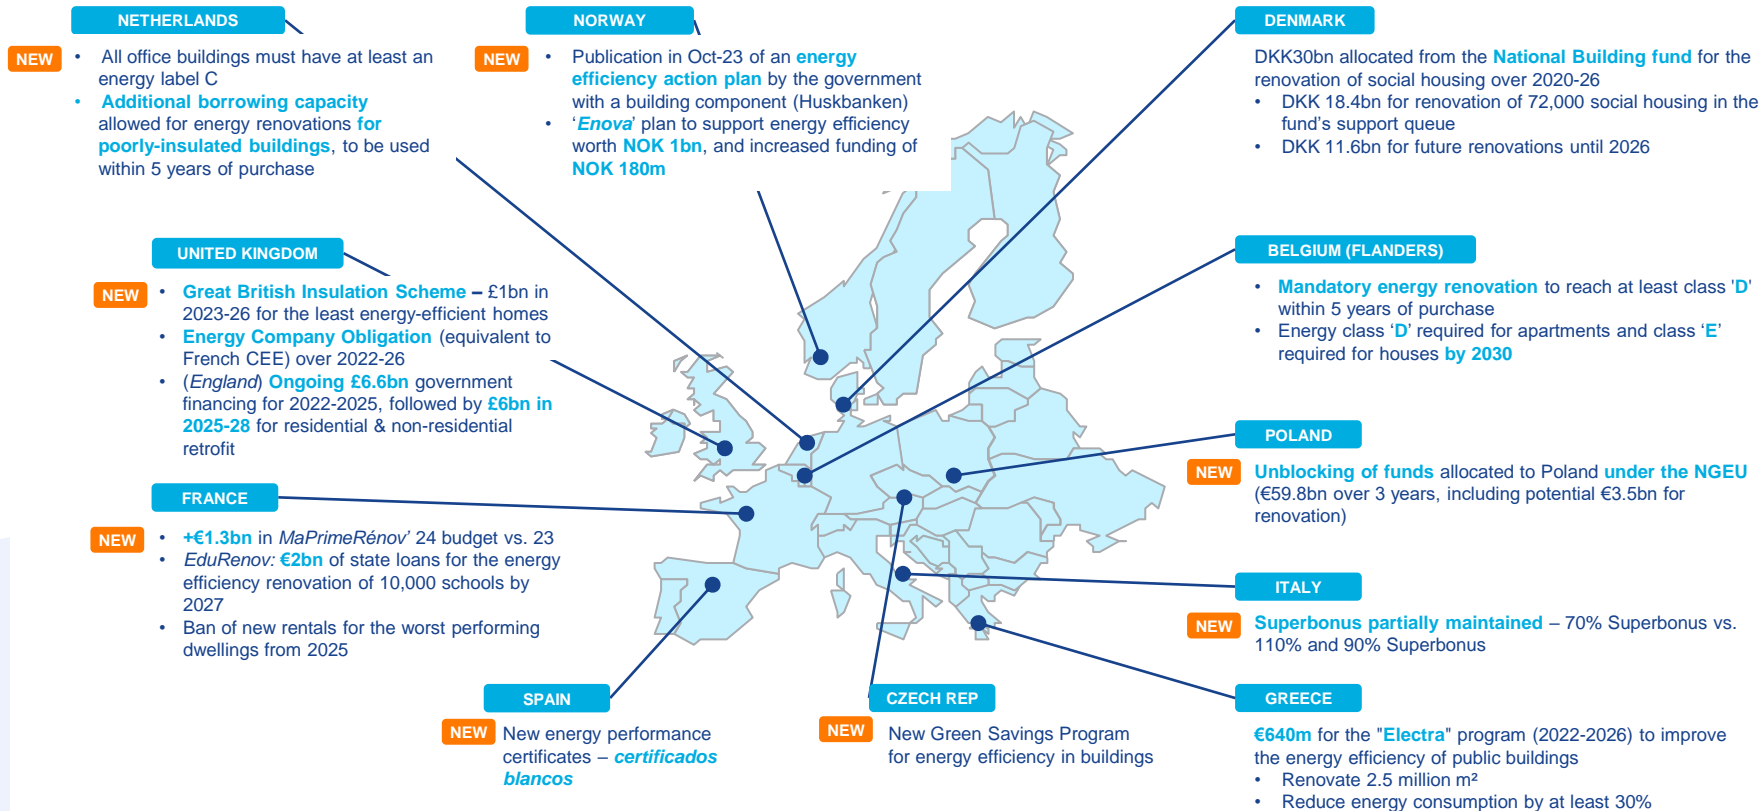 NETHERLANDS
NEW
• All office buildings must have at least an
energy label C
• Additional borrowing capacity
allowed for energy renovations for
poorly-insulated buildings, to be used
within 5 years of purchase
NORWAY
NEW
• Publication in Oct-23 of an energy
efficiency action plan by the government
with a building component (Huskbanken)
• ‘Enova’ plan to support energy efficiency
worth NOK 1bn, and increased funding of
NOK 180m
DENMARK
DKK30bn allocated from the National Building fund for the
renovation of social housing over 2020-26
• DKK 18.4bn for renovation of 72,000 social housing in the
fund’s support queue
• DKK 11.6bn for future renovations until 2026
UNITED KINGDOM
NEW
• Great British Insulation Scheme – £1bn in
2023-26 for the least energy-efficient homes
• Energy Company Obligation (equivalent to
French CEE) over 2022-26
• (England) Ongoing £6.6bn government
financing for 2022-2025, followed by £6bn in
2025-28 for residential & non-residential
retrofit
BELGIUM (FLANDERS)
• Mandatory energy renovation to reach at least class 'D'
within 5 years of purchase
• Energy class ‘D’ required for apartments and class ‘E’
required for houses by 2030
POLAND
NEW
Unblocking of funds allocated to Poland under the NGEU
(€59.8bn over 3 years, including potential €3.5bn for
renovation)
FRANCE
NEW
• +€1.3bn in MaPrimeRénov’ 24 budget vs. 23
• EduRenov: €2bn of state loans for the energy
efficiency renovation of 10,000 schools by
2027
• Ban of new rentals for the worst performing
dwellings from 2025
ITALY
NEW
Superbonus partially maintained – 70% Superbonus vs.
110% and 90% Superbonus
SPAIN
NEW
New energy performance
certificates – certificados
blancos
CZECH REP
NEW
New Green Savings Program
for energy efficiency in buildings
GREECE
€640m for the "Electra" program (2022-2026) to improve
the energy efficiency of public buildings
• Renovate 2.5 million m²
• Reduce energy consumption by at least 30%